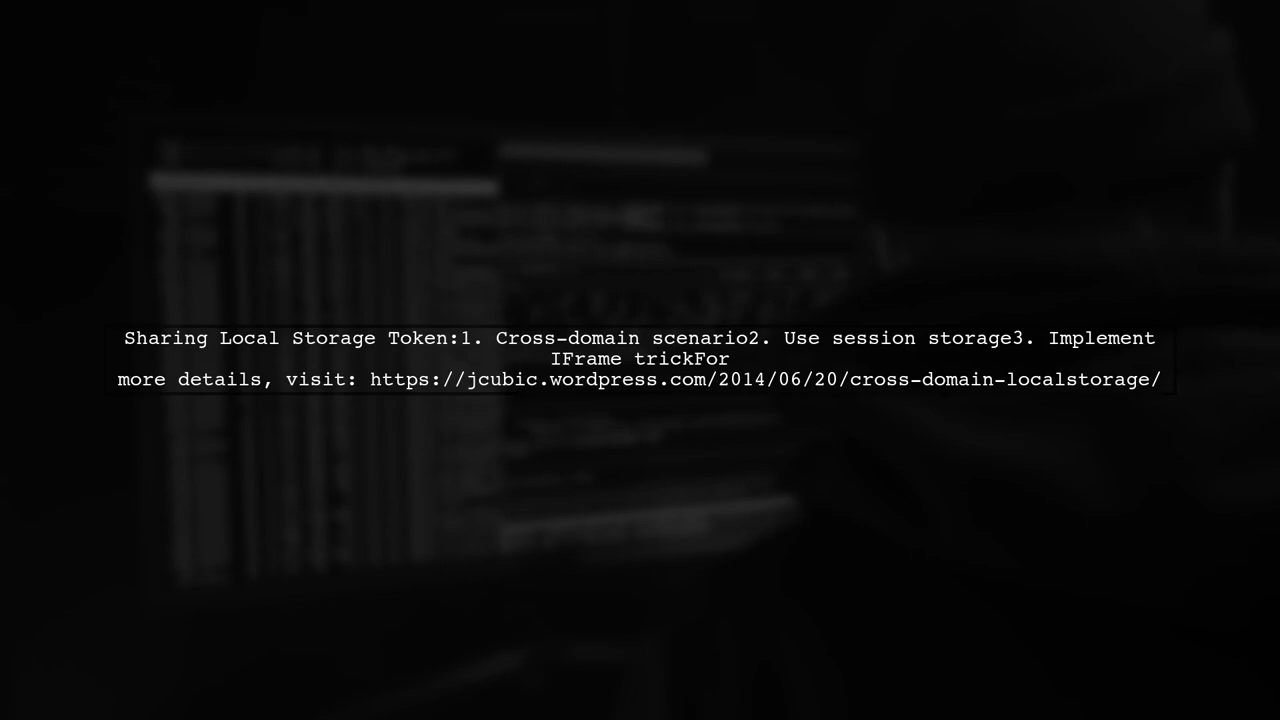 Sharing Local Storage Token:1. Cross-domain scenario2. Use session storage3. Implement
IFrame trickFor
more details, visit: https://jcubic.wordpress.com/2014/06/20/cross-domain-localstorage/